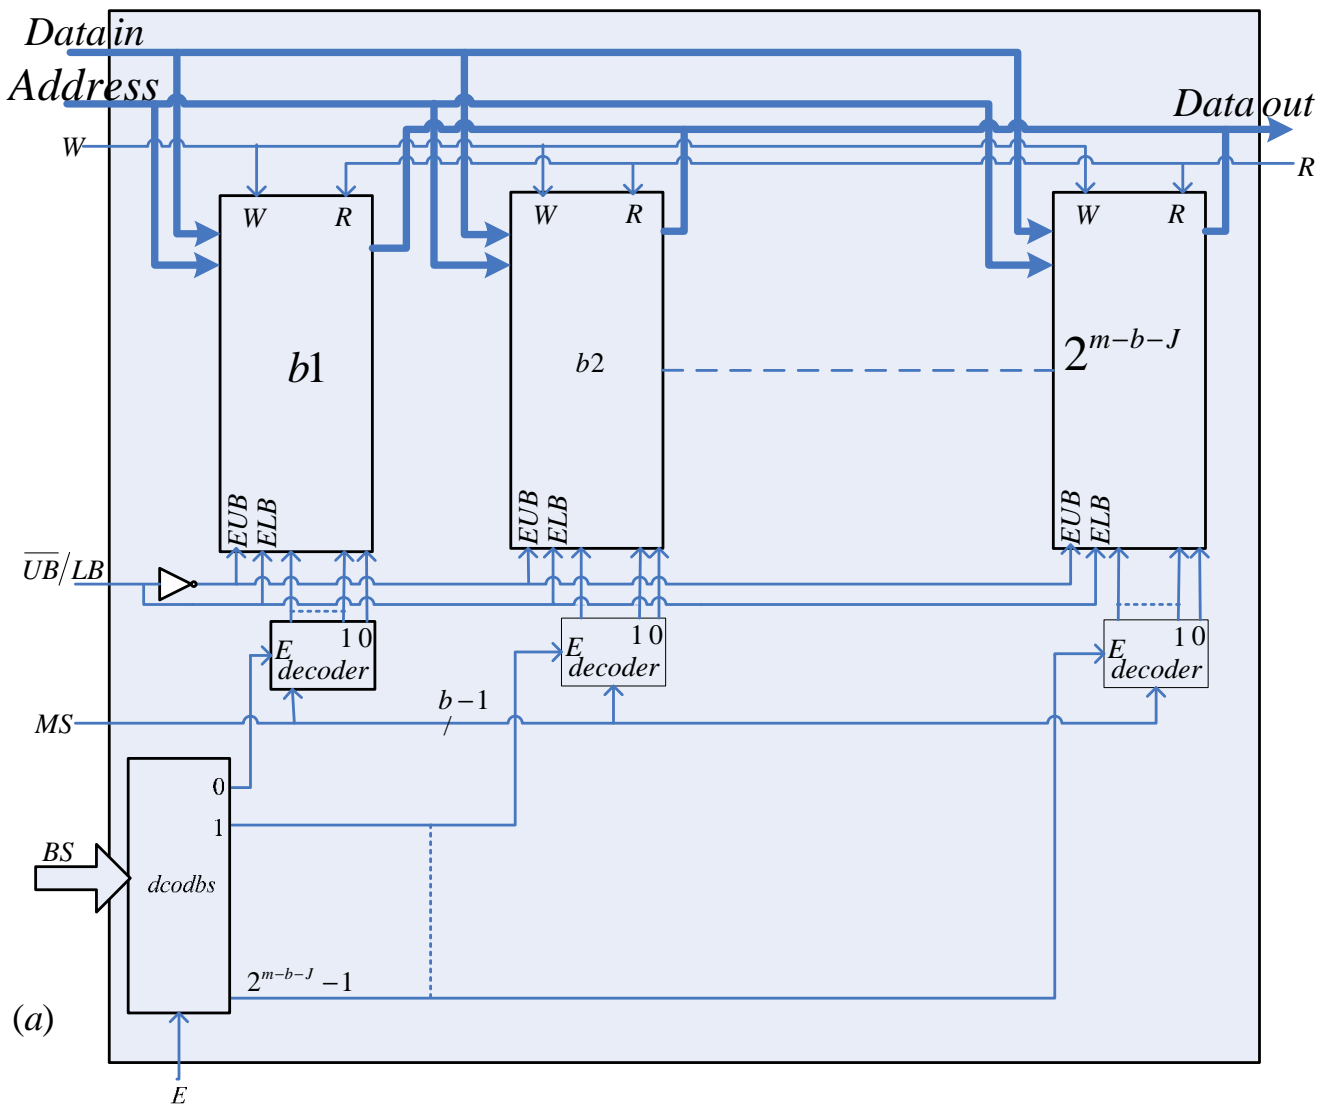 Data in
Address
Data out
W
R
W R
W R
W R
b1
b2
2^{m-b-J}
EUB ELB
EUB ELB
EUB ELB
\overline{UB}/LB
1 0
E
decoder
1 0
E
decoder
1 0
E
decoder
b-1
/
MS
0
1
BS
dcodbs
2^{m-b-J} -1
(a)
E